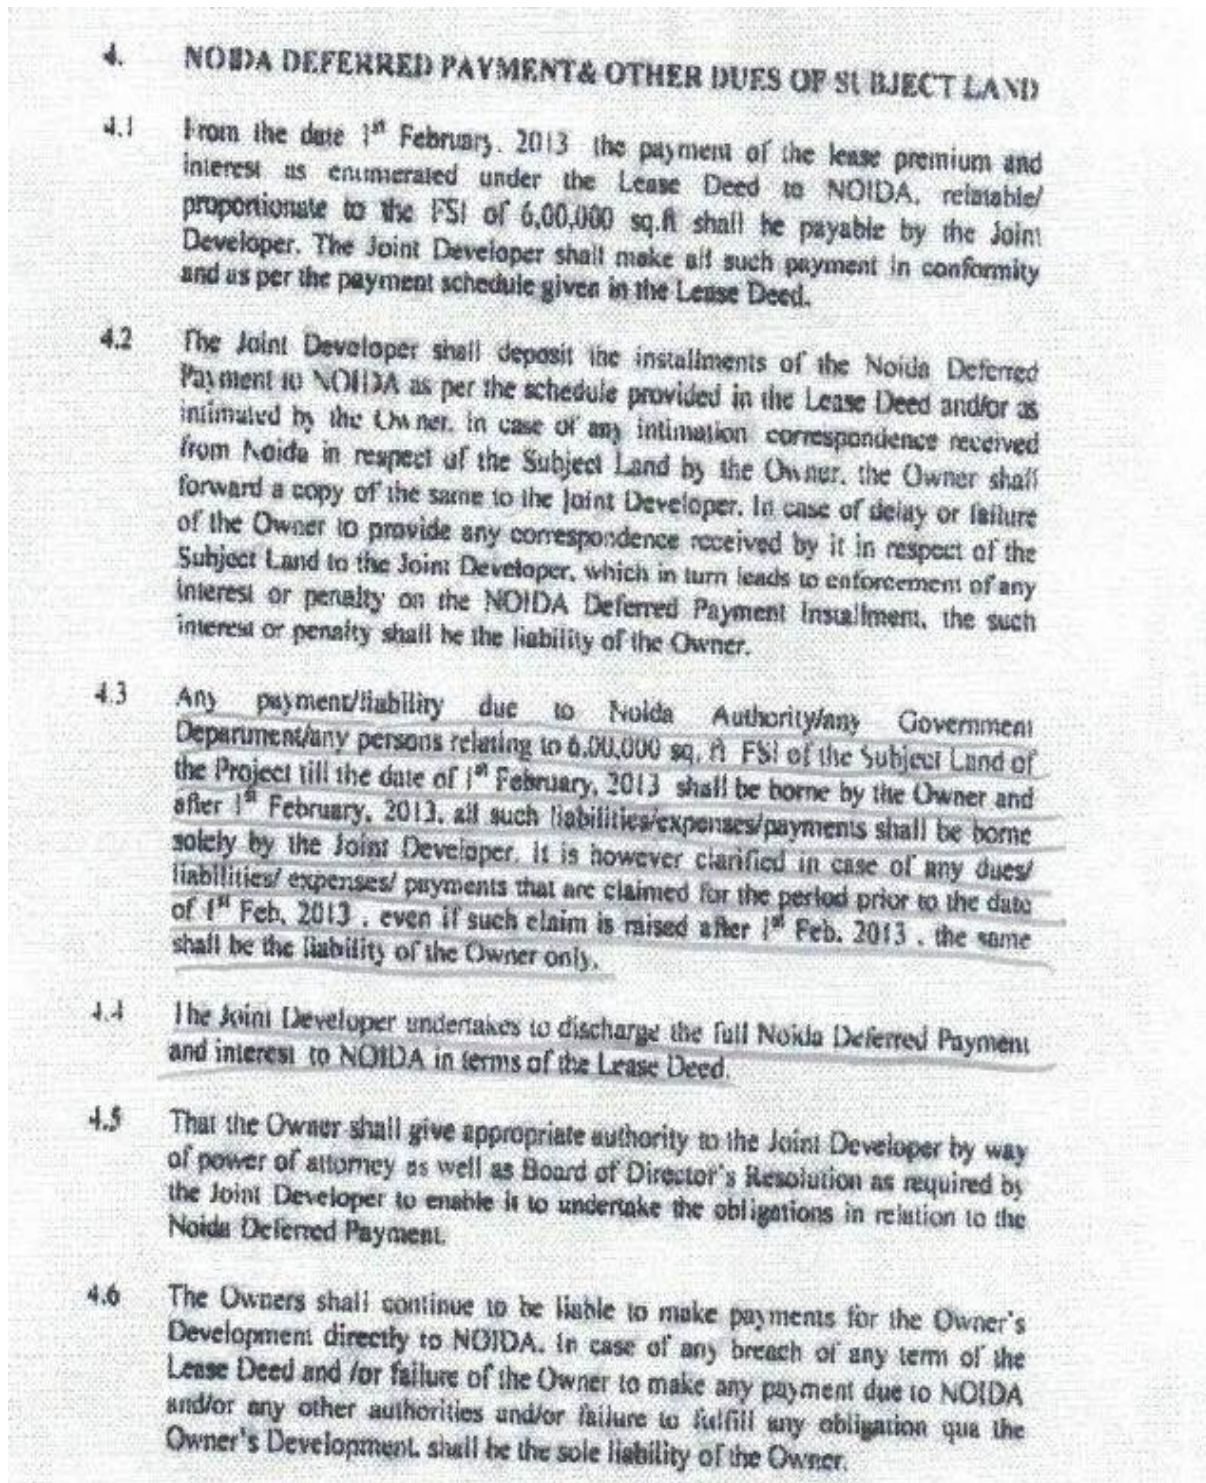 4. NOIDA DEFERRED PAYMENT& OTHER DUES OF SUBJECT LAND
4.1 From the date 1st February, 2013 the payment of the lease premium and
interest as enumerated under the Lease Deed to NOIDA, relatable/
proportionate to the FSI of 6,00,000 sq.ft shall be payable by the Joint
Developer. The Joint Developer shall make all such payment in conformity
and as per the payment schedule given in the Lease Deed.
4.2 The Joint Developer shall deposit the installments of the Noida Deferred
Payment to NOIDA as per the schedule provided in the Lease Deed and/or as
intimated by the Owner. In case of any intimation correspondence received
from Noida in respect of the Subject Land by the Owner, the Owner shall
forward a copy of the same to the Joint Developer. In case of delay or failure
of the Owner to provide any correspondence received by it in respect of the
Subject Land to the Joint Developer, which in turn leads to enforcement of any
interest or penalty on the NOIDA Deferred Payment Installment, the such
interest or penalty shall be the liability of the Owner.
4.3 Any payment/liability due to Noida Authority/any Government
Department/any persons relating to 6,00,000 sq. ft FSI of the Subject Land of
the Project till the date of 1st February, 2013 shall be borne by the Owner and
after 1st February, 2013, all such liabilities/expenses/payments shall be borne
solely by the Joint Developer. It is however clarified in case of any dues/
liabilities/ expenses/ payments that are claimed for the period prior to the date
of 1st Feb, 2013 , even if such claim is raised after 1st Feb, 2013 , the same
shall be the liability of the Owner only.
4.4 The Joint Developer undertakes to discharge the full Noida Deferred Payment
and interest to NOIDA in terms of the Lease Deed.
4.5 That the Owner shall give appropriate authority to the Joint Developer by way
of power of attorney as well as Board of Director's Resolution as required by
the Joint Developer to enable is to undertake the obligations in relation to the
Noida Deferred Payment.
4.6 The Owners shall continue to be liable to make payments for the Owner's
Development directly to NOIDA. In case of any breach of any term of the
Lease Deed and /or failure of the Owner to make any payment due to NOIDA
and/or any other authorities and/or failure to fulfill any obligation qua the
Owner's Development, shall be the sole liability of the Owner.